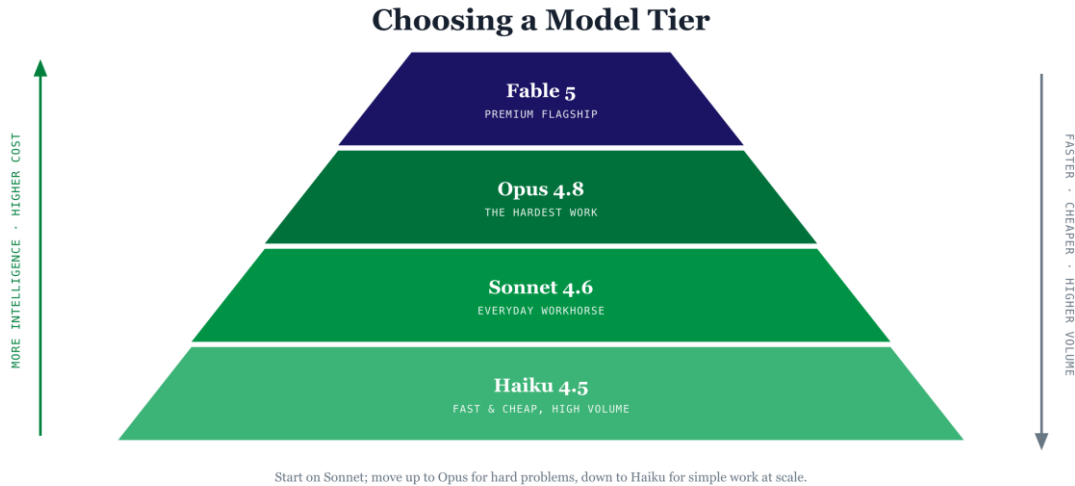 Choosing a Model Tier
MORE INTELLIGENCE · HIGHER COST
Fable 5
PREMIUM FLAGSHIP
Opus 4.8
THE HARDEST WORK
Sonnet 4.6
EVERYDAY WORKHORSE
Haiku 4.5
FAST & CHEAP, HIGH VOLUME
FASTER · CHEAPER · HIGHER VOLUME
Start on Sonnet; move up to Opus for hard problems, down to Haiku for simple work at scale.